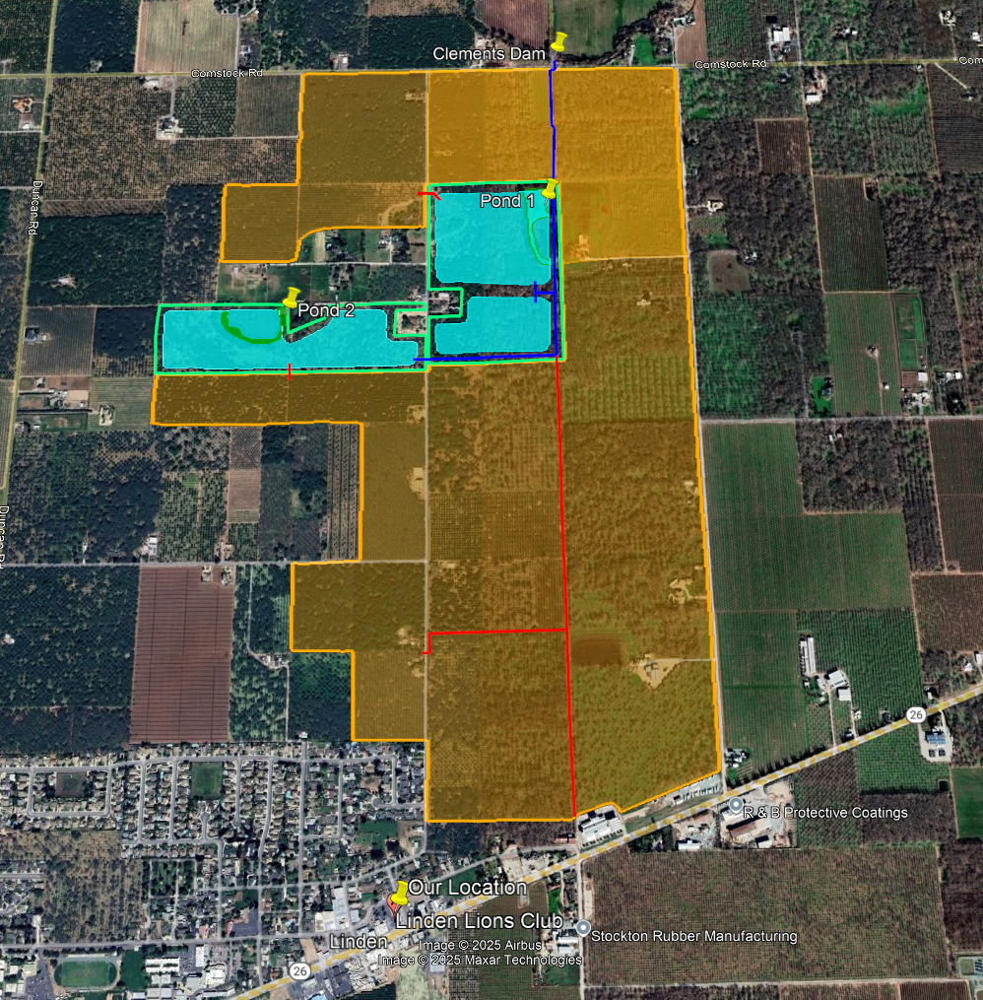 Clements Dam
Comstock Rd
Comstock Rd
Com
Duncan Rd
Pond 1
Pond 2
Duncan Rd
26
R & B Protective Coatings
Our Location
Linden Lions Club
Stockton Rubber Manufacturing
Linden
Image © 2025 Airbus
Image © 2025 Maxar Technologies
26